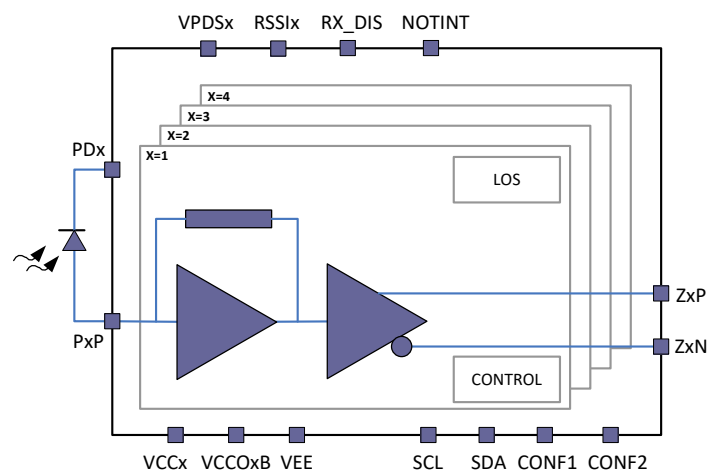 VPDSx RSSIx RX_DIS NOTINT
X=4
X=3
X=2
X=1
PDx
LOS
ZxP
PxP
ZxN
CONTROL
VCCx VCCOxB VEE SCL SDA CONF1 CONF2